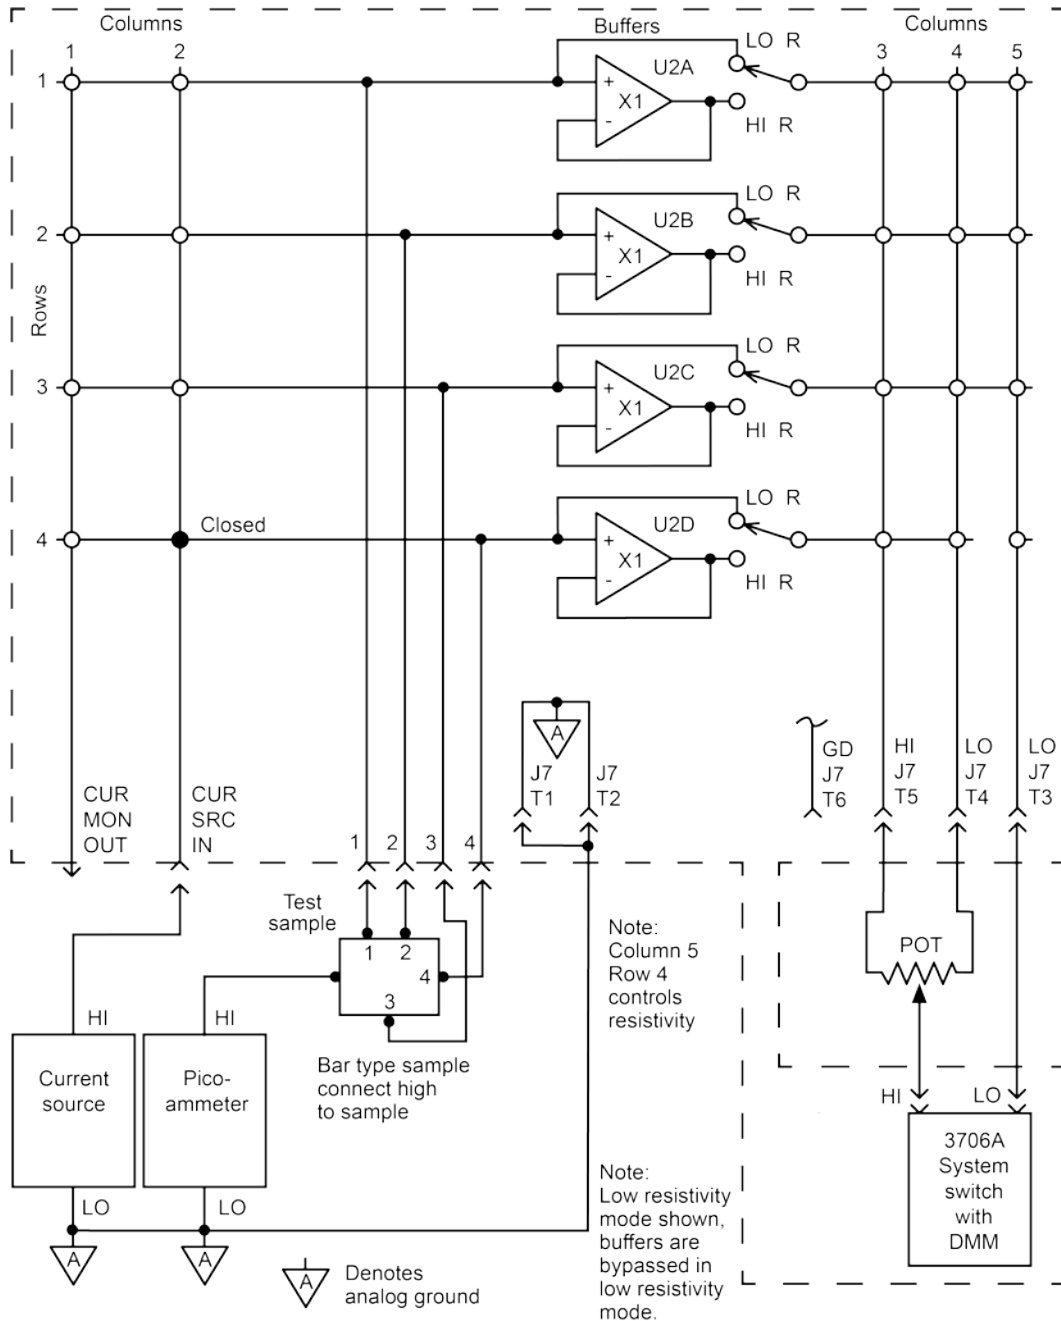 Columns
Buffers
Columns
1
2
3
4
5
LO R
U2A
1
+
X1
-
HI R
LO R
U2B
2
+
X1
-
HI R
Rows
LO R
U2C
3
+
X1
-
HI R
LO R
Closed
U2D
4
+
X1
-
HI R
A
CUR
MON
OUT
CUR
SRC
IN
J7
T1
J7
T2
GD
J7
T6
HI
J7
T5
LO
J7
T4
LO
J7
T3
1
2
3
4
Test
sample
1
2
4
3
Note:
Column 5
Row 4
controls
resistivity
POT
HI
HI
Bar type sample
connect high
to sample
Current
source
Pico-
ammeter
HI
LO
3706A
System
switch
with
DMM
LO
LO
Note:
Low resistivity
mode shown,
buffers are
bypassed in
low resistivity
mode.
A
A
A
Denotes
analog ground